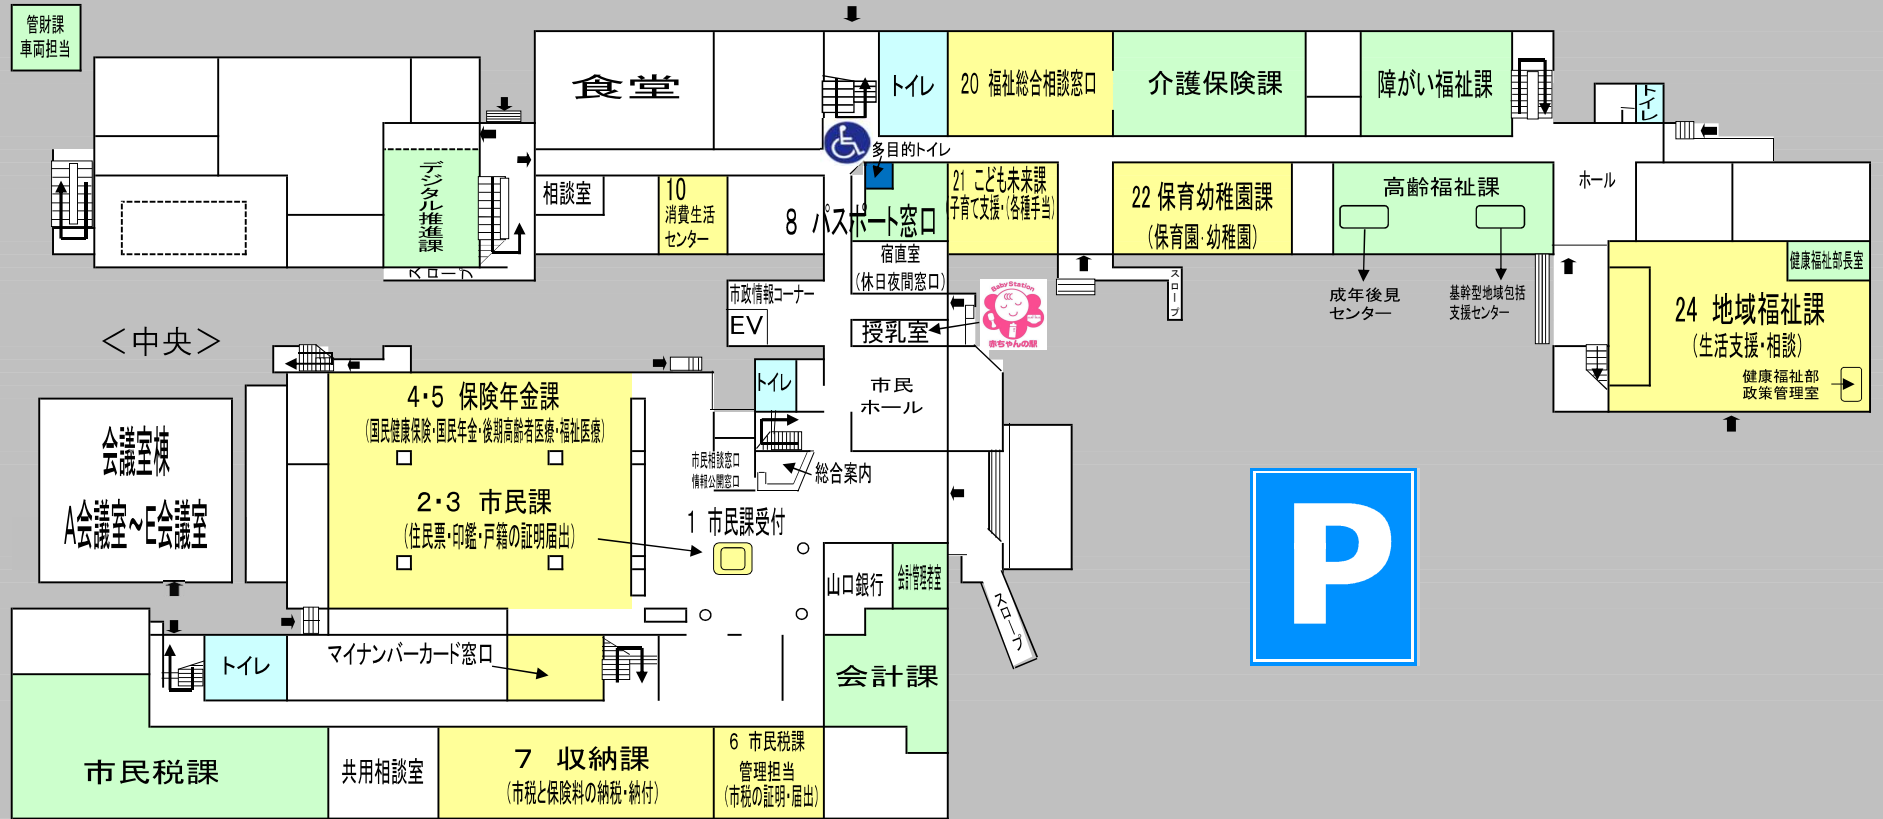 管財課
車両担当
食堂
トイレ
20 福祉総合相談窓口
介護保険課
障がい福祉課
トイレ
多目的トイレ
デジタル推進課
相談室
10
消費生活
センター
8 パスポート窓口
21 こども未来課
(子育て支援・(各種手当)
22 保育幼稚園課
(保育園・幼稚園)
高齢福祉課
ホール
スロープ
宿直室
(休日夜間窓口)
成年後見
センター
基幹型地域包括
支援センター
健康福祉部長室
24 地域福祉課
(生活支援・相談)
健康福祉部
政策管理室
スロープ
市政情報コーナー
EV
授乳室
Baby Station
赤ちゃんの駅
<中央>
トイレ
市民
ホール
4・5 保険年金課
(国民健康保険・国民年金・後期高齢者医療・福祉医療)
会議室棟
A会議室~E会議室
市民相談窓口
情報公開窓口
総合案内
2・3 市民課
(住民票・印鑑・戸籍の証明届出)
1 市民課受付
P
山口銀行
会計管理者室
スロープ
トイレ
マイナンバーカード窓口
会計課
市民税課
共用相談室
7 収納課
(市税と保険料の納税・納付)
6 市民税課
管理担当
(市税の証明・届出)